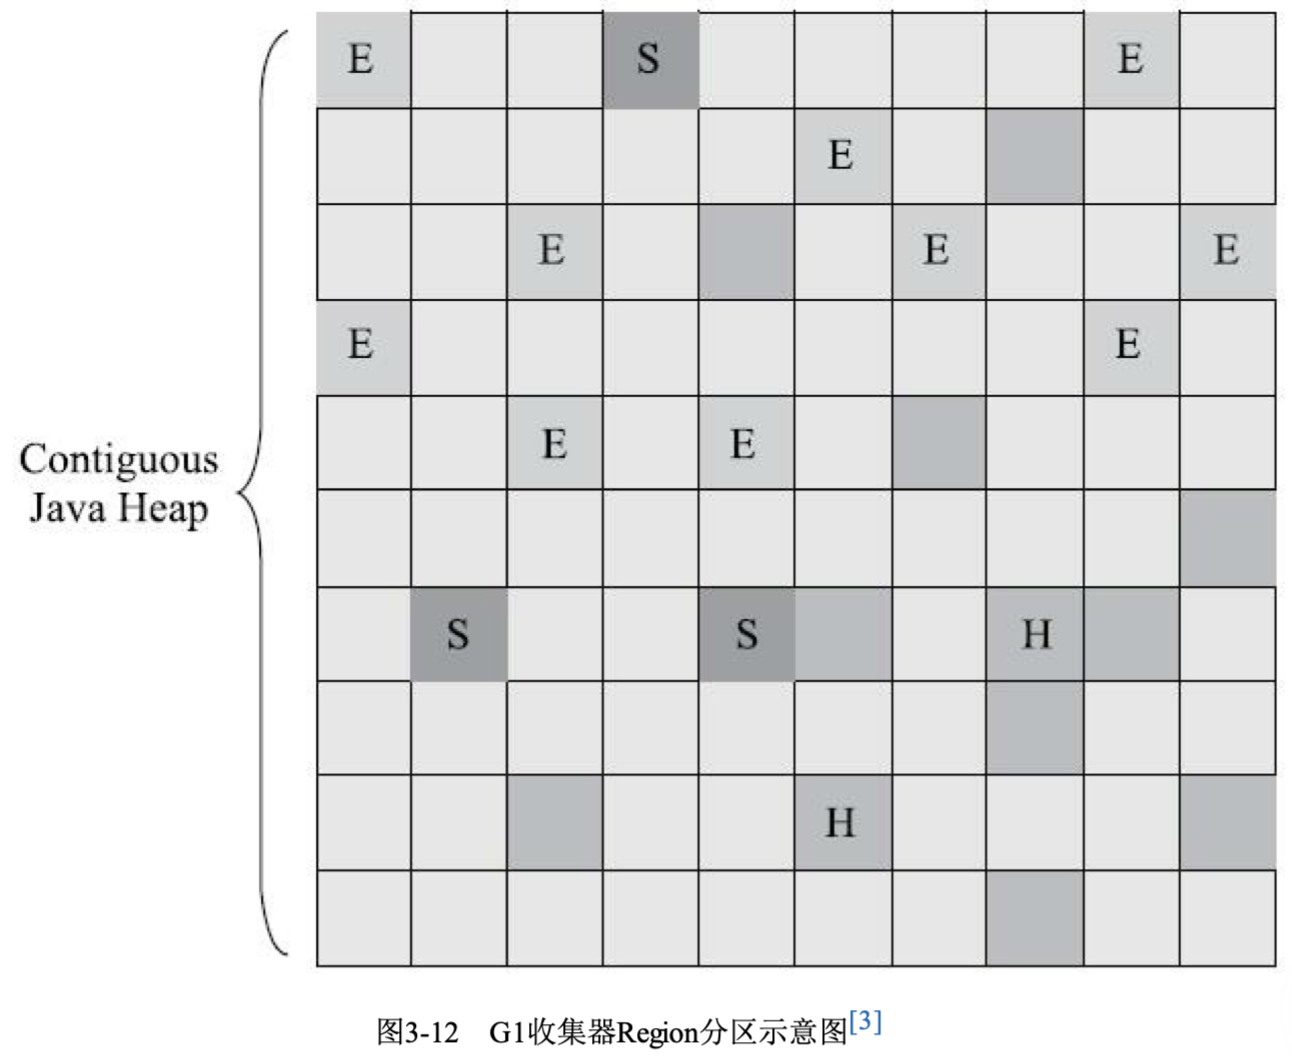 E S E
E
E E E
E E
E E
Contiguous
Java Heap
S S H
H
图3-12 G1收集器Region分区示意图[3]